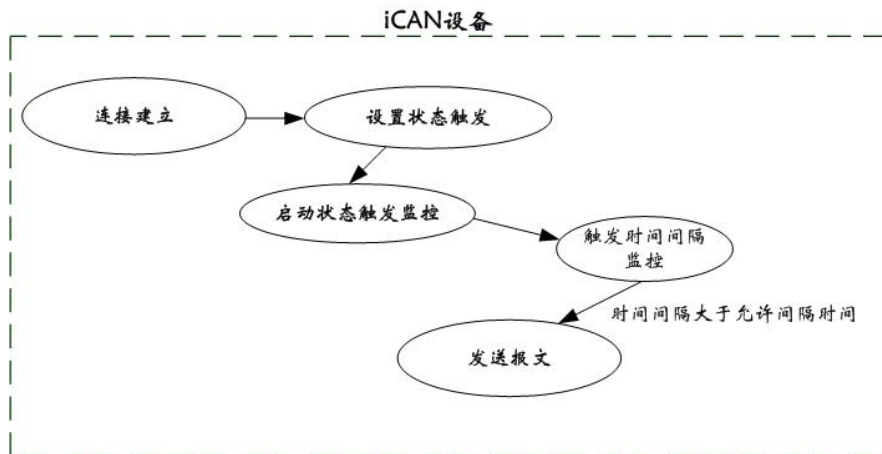 iCAN设备
连接建立
设置状态触发
启动状态触发监控
触发时间间隔
监控
时间间隔大于允许间隔时间
发送报文